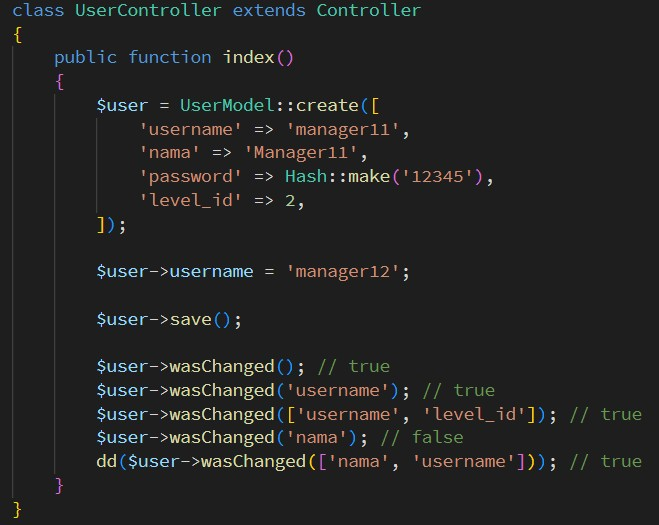 class UserController extends Controller
{
    public function index()
    {
        $user = UserModel::create([
            'username' => 'manager11',
            'nama' => 'Manager11',
            'password' => Hash::make('12345'),
            'level_id' => 2,
        ]);

        $user->username = 'manager12';

        $user->save();

        $user->wasChanged(); // true
        $user->wasChanged('username'); // true
        $user->wasChanged(['username', 'level_id']); // true
        $user->wasChanged('nama'); // false
        dd($user->wasChanged(['nama', 'username'])); // true
    }
}